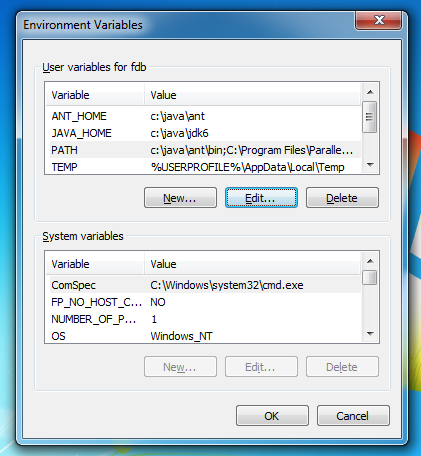 Environment Variables
User variables for fdb
Variable Value
ANT_HOME c:\java\ant
JAVA_HOME c:\java\jdk6
PATH c:\java\ant\bin;C:\Program Files\Paralle...
TEMP %USERPROFILE%\AppData\Local\Temp
New... Edit... Delete
System variables
Variable Value
ComSpec C:\Windows\system32\cmd.exe
FP_NO_HOST_C... NO
NUMBER_OF_P... 1
OS Windows_NT
New... Edit... Delete
OK Cancel